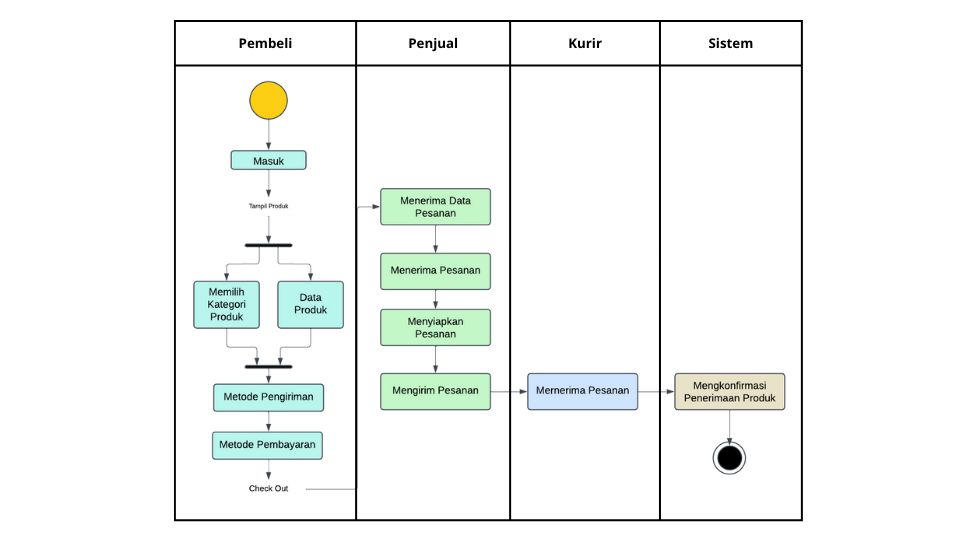 Pembeli
Penjual
Kurir
Sistem
Masuk
Tampil Produk
Memilih
Kategori
Produk
Data
Produk
Metode Pengiriman
Metode Pembayaran
Check Out
Menerima Data
Pesanan
Menerima Pesanan
Menyiapkan
Pesanan
Mengirim Pesanan
Mernerima Pesanan
Mengkonfirmasi
Penerimaan Produk